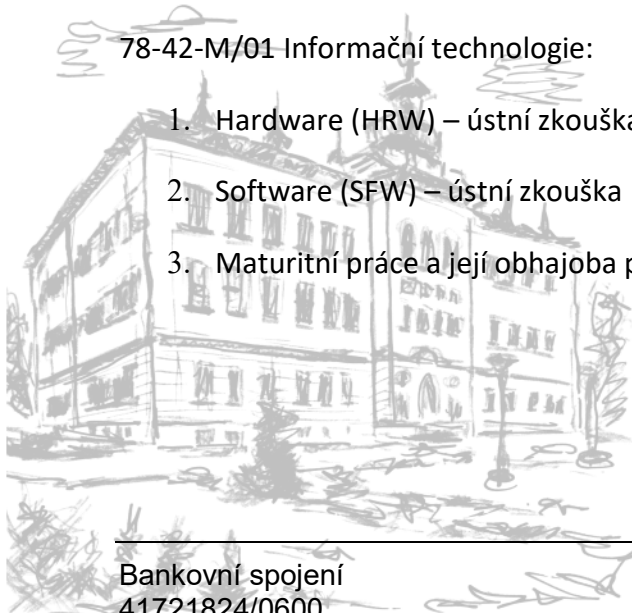 78-42-M/01 Informační technologie:
1. Hardware (HRW) – ústní zkouška
2. Software (SFW) – ústní zkouška
3. Maturitní práce a její obhajoba
Bankovní spojení
41721824/0600